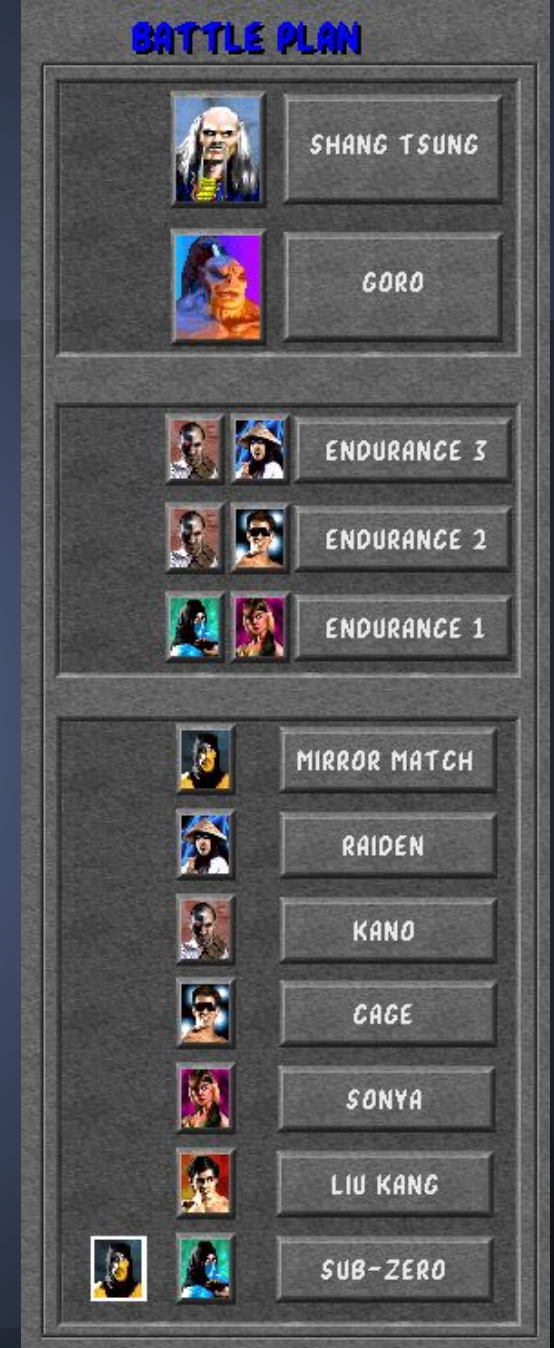 BATTLE PLAN
SHANG TSUNG
GORO
ENDURANCE 3
ENDURANCE 2
ENDURANCE 1
MIRROR MATCH
RAIDEN
KANO
CAGE
SONYA
LIU KANG
SUB-ZERO